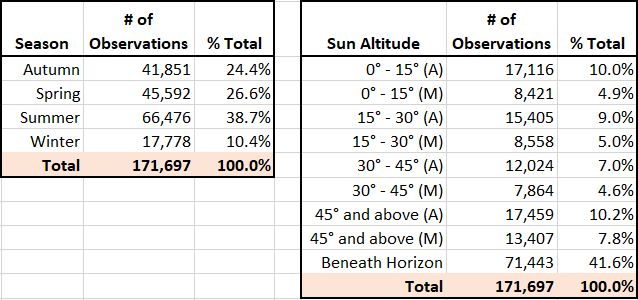 Season # of Observations % Total
Autumn 41,851 24.4%
Spring 45,592 26.6%
Summer 66,476 38.7%
Winter 17,778 10.4%
Total 171,697 100.0%
Sun Altitude # of Observations % Total
0° - 15° (A) 17,116 10.0%
0° - 15° (M) 8,421 4.9%
15° - 30° (A) 15,405 9.0%
15° - 30° (M) 8,558 5.0%
30° - 45° (A) 12,024 7.0%
30° - 45° (M) 7,864 4.6%
45° and above (A) 17,459 10.2%
45° and above (M) 13,407 7.8%
Beneath Horizon 71,443 41.6%
Total 171,697 100.0%